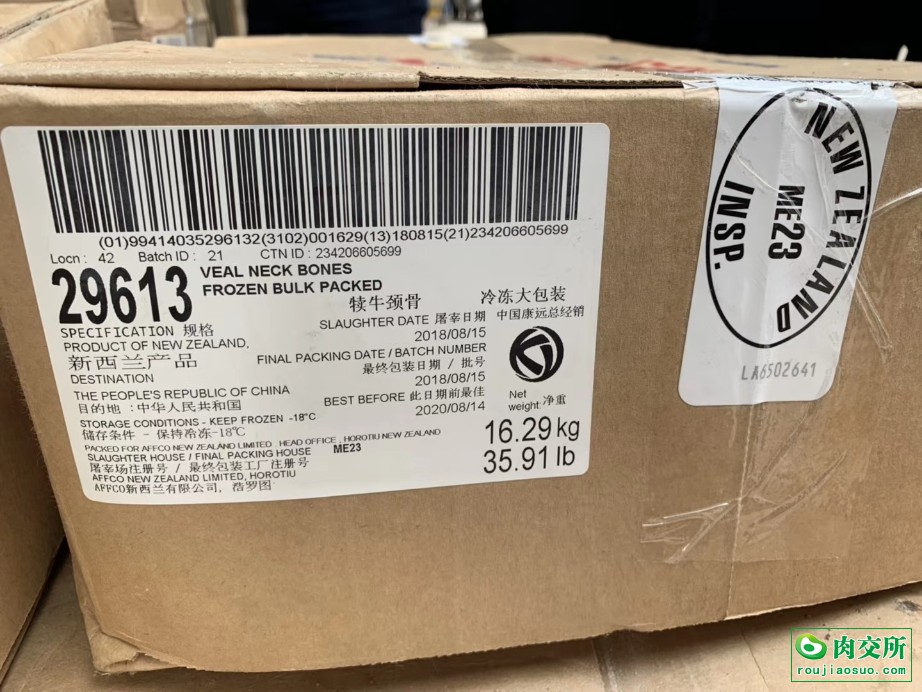 (01)99414035296132(3102)001629(13)180815(21)234206605699
Locn : 42 Batch ID : 21 CTN ID : 234206605699
29613
VEAL NECK BONES
FROZEN BULK PACKED
犊牛颈骨 冷冻大包装
SPECIFICATION 规格
SLAUGHTER DATE 屠宰日期
中国康远总经销
2018/08/15
PRODUCT OF NEW ZEALAND,
新西兰产品
FINAL PACKING DATE / BATCH NUMBER
最终包装日期 / 批号
2018/08/15
DESTINATION
THE PEOPLE'S REPUBLIC OF CHINA
目的地 :中华人民共和国
BEST BEFORE 此日期前最佳
2020/08/14
Net
weight: 净重
STORAGE CONDITIONS - KEEP FROZEN -18°C
储存条件 - 保持冷冻-18℃
16.29kg
35.91 lb
PACKED FOR AFFCO NEW ZEALAND LIMITED , HEAD OFFICE , HOROTIU NEW ZEALAND
SLAUGHTER HOUSE / FINAL PACKING HOUSE ME23
屠宰场注册号 / 最终包装工厂注册号
AFFCO NEW ZEALAND LIMITED, HOROTIU
AFFCO新西兰有限公司, 浩罗图
NEW ZEALAND
ME23
INSP.
LA6502641
肉交所
roujiaosuo.com